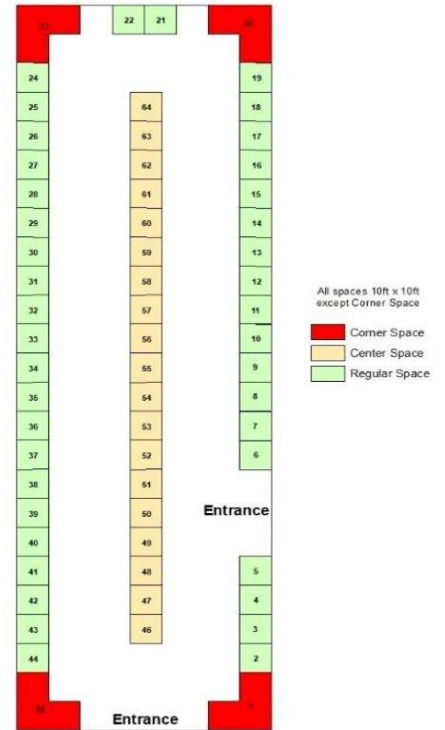 23 22 21 20
24 19
25 64 18
26 63 17
27 62 16
28 61 15
29 60 14
30 59 13
31 58 12
32 57 11
33 56 10
34 55 9
35 54 8
36 53 7
37 52 6
38 51
39 50 Entrance
40 49
41 48 5
42 47 4
43 46 3
44 2
45 1
Entrance
All spaces 10ft x 10ft
except Corner Space
Corner Space
Center Space
Regular Space